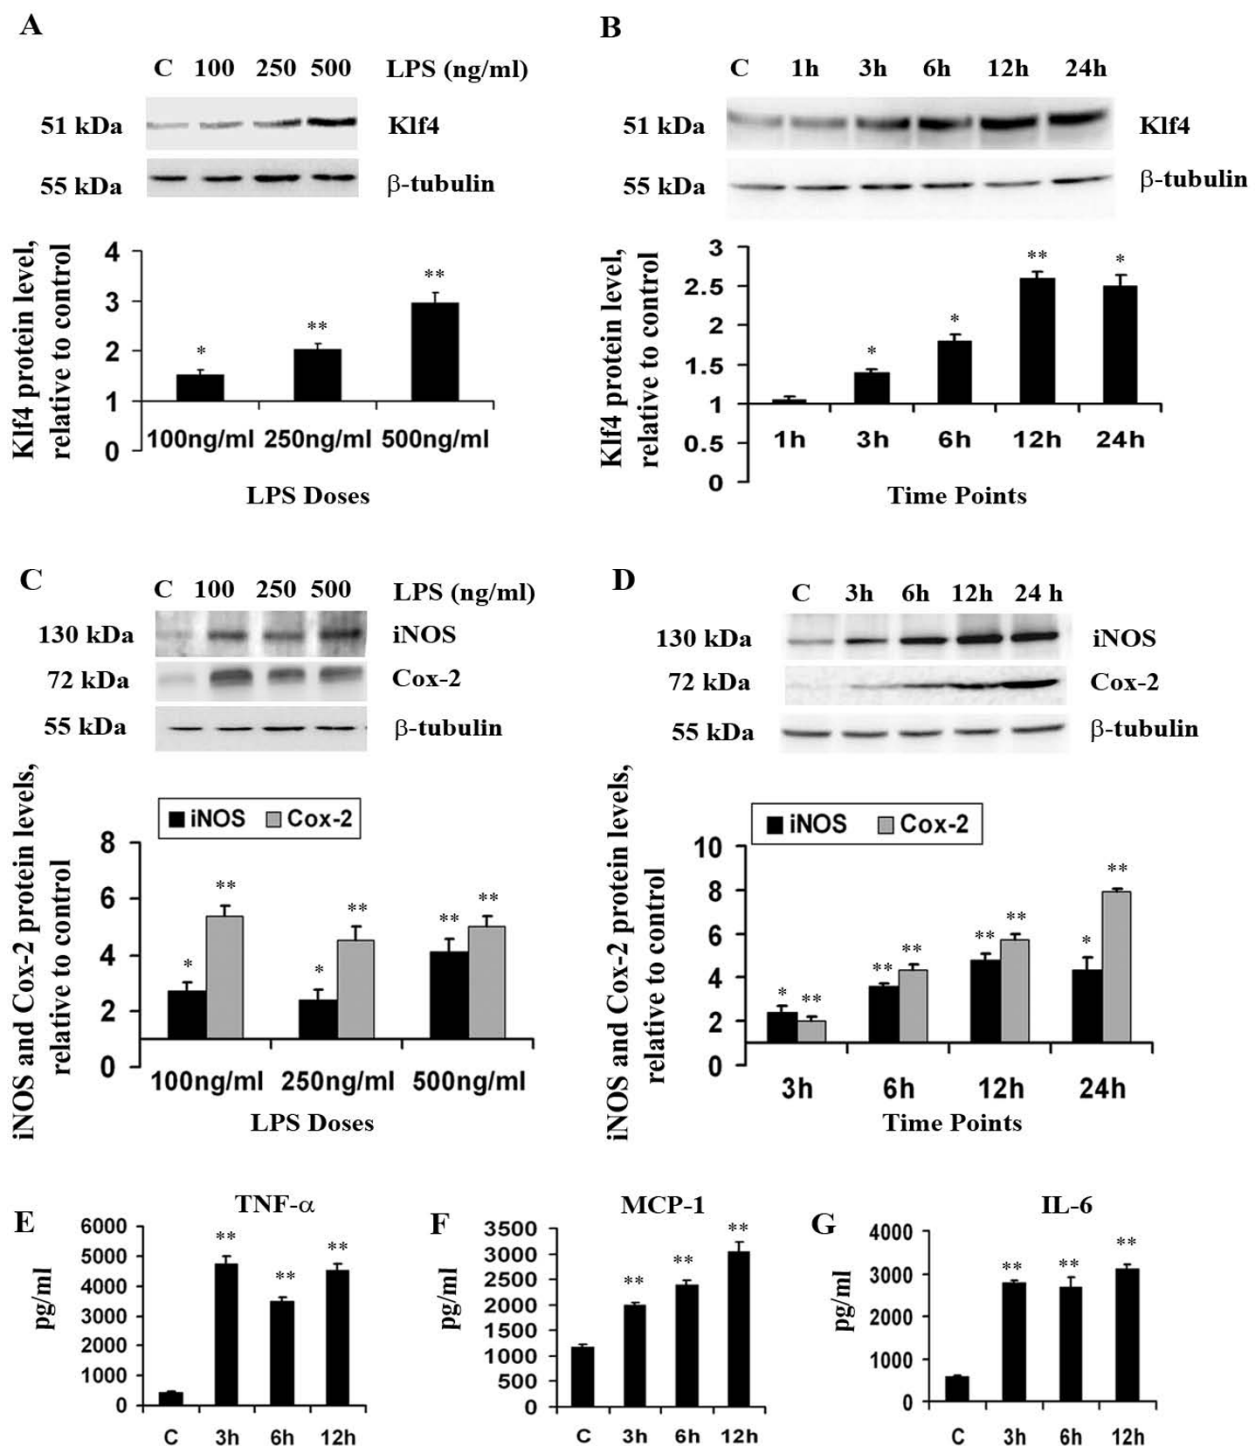 A
C 100 250 500 LPS (ng/ml)
51 kDa Klf4
55 kDa β-tubulin
Klf4 protein level,
relative to control
4
3
2
1
0
* ** **
100ng/ml 250ng/ml 500ng/ml
LPS Doses
B
C 1h 3h 6h 12h 24h
51 kDa Klf4
55 kDa β-tubulin
Klf4 protein level,
relative to control
3
2.5
2
1.5
1
0.5
0
* * ** *
1h 3h 6h 12h 24h
Time Points
C
C 100 250 500 LPS (ng/ml)
130 kDa iNOS
72 kDa Cox-2
55 kDa β-tubulin
iNOS and Cox-2 protein levels,
relative to control
iNOS Cox-2
8
6
4
2
0
* ** * ** ** **
100ng/ml 250ng/ml 500ng/ml
LPS Doses
D
C 3h 6h 12h 24 h
130 kDa iNOS
72 kDa Cox-2
55 kDa β-tubulin
iNOS and Cox-2 protein levels,
relative to control
iNOS Cox-2
10
8
6
4
2
0
* ** ** ** ** ** * **
3h 6h 12h 24h
Time Points
E
TNF-α
pg/ml
6000
5000
4000
3000
2000
1000
0
** ** **
C 3h 6h 12h
F
MCP-1
pg/ml
3500
3000
2500
2000
1500
1000
500
0
** ** **
C 3h 6h 12h
G
IL-6
pg/ml
4000
3000
2000
1000
0
** ** **
C 3h 6h 12h